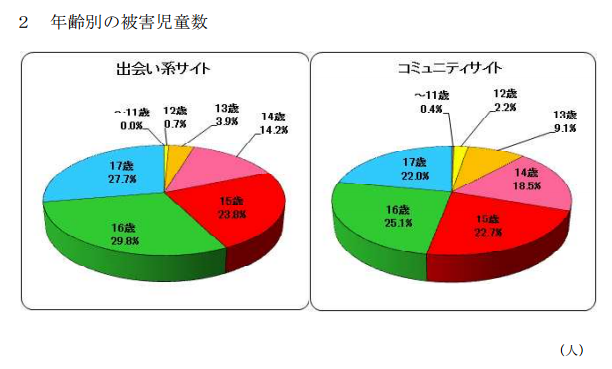 ２　年齢別の被害児童数
出会い系サイト
～11歳
0.0%
12歳
0.7%
13歳
3.9%
14歳
14.2%
15歳
23.8%
16歳
29.8%
17歳
27.7%
コミュニティサイト
～11歳
0.4%
12歳
2.2%
13歳
9.1%
14歳
18.5%
15歳
22.7%
16歳
25.1%
17歳
22.0%
（人）